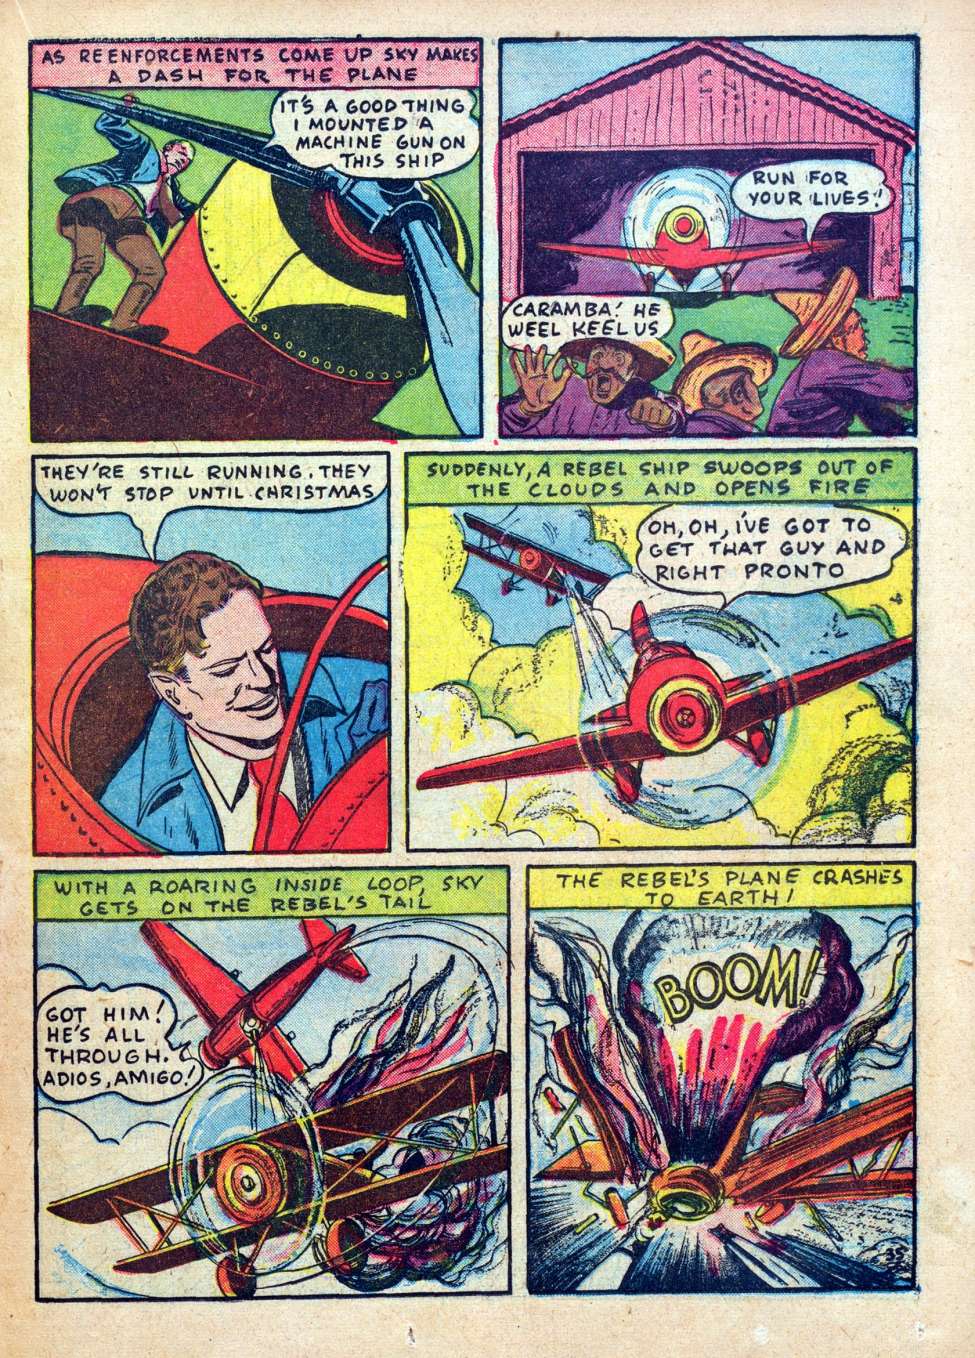 AS REENFORCEMENTS COME UP SKY MAKES
A DASH FOR THE PLANE
IT'S A GOOD THING
I MOUNTED A
MACHINE GUN ON
THIS SHIP
RUN FOR
YOUR LIVES!
CARAMBA! HE
WEEL KEEL US
THEY'RE STILL RUNNING. THEY
WON'T STOP UNTIL CHRISTMAS
SUDDENLY, A REBEL SHIP SWOOPS OUT OF
THE CLOUDS AND OPENS FIRE
OH, OH, I'VE GOT TO
GET THAT GUY AND
RIGHT PRONTO
WITH A ROARING INSIDE LOOP, SKY
GETS ON THE REBEL'S TAIL
GOT HIM!
HE'S ALL
THROUGH.
ADIOS, AMIGO!
THE REBEL'S PLANE CRASHES
TO EARTH!
BOOM!
35